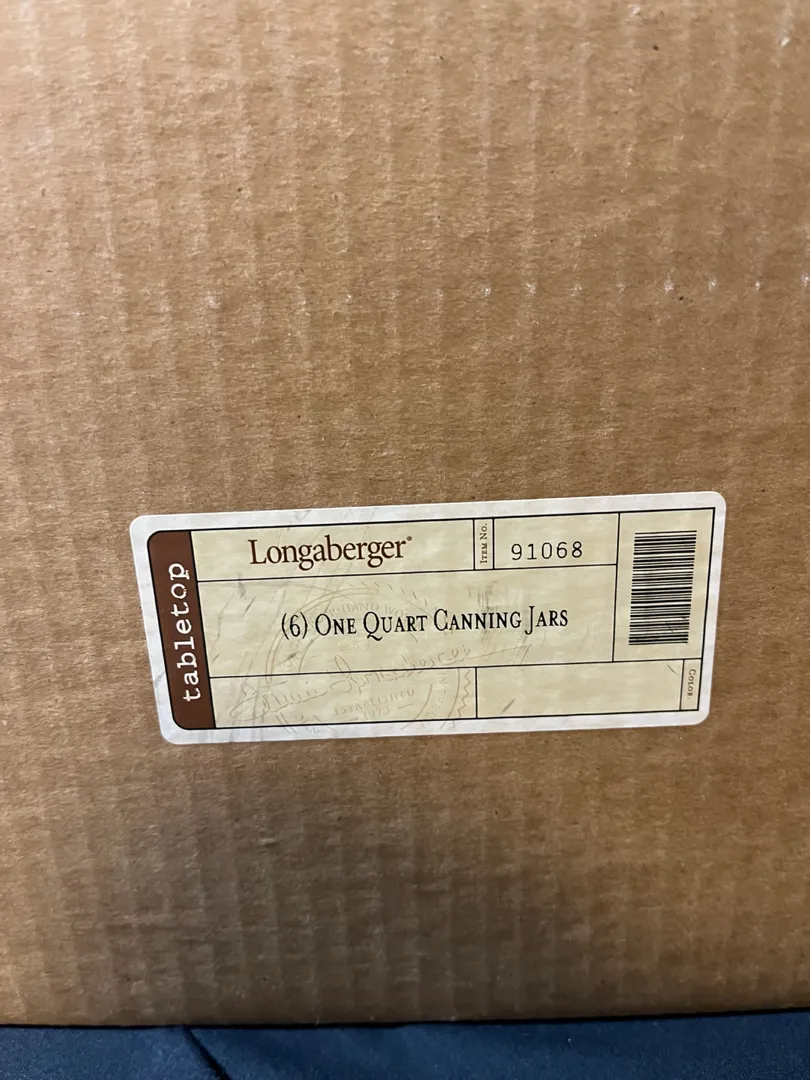 tabletop
Longaberger®
ITEM NO.
91068
(6) ONE QUART CANNING JARS
COLOR